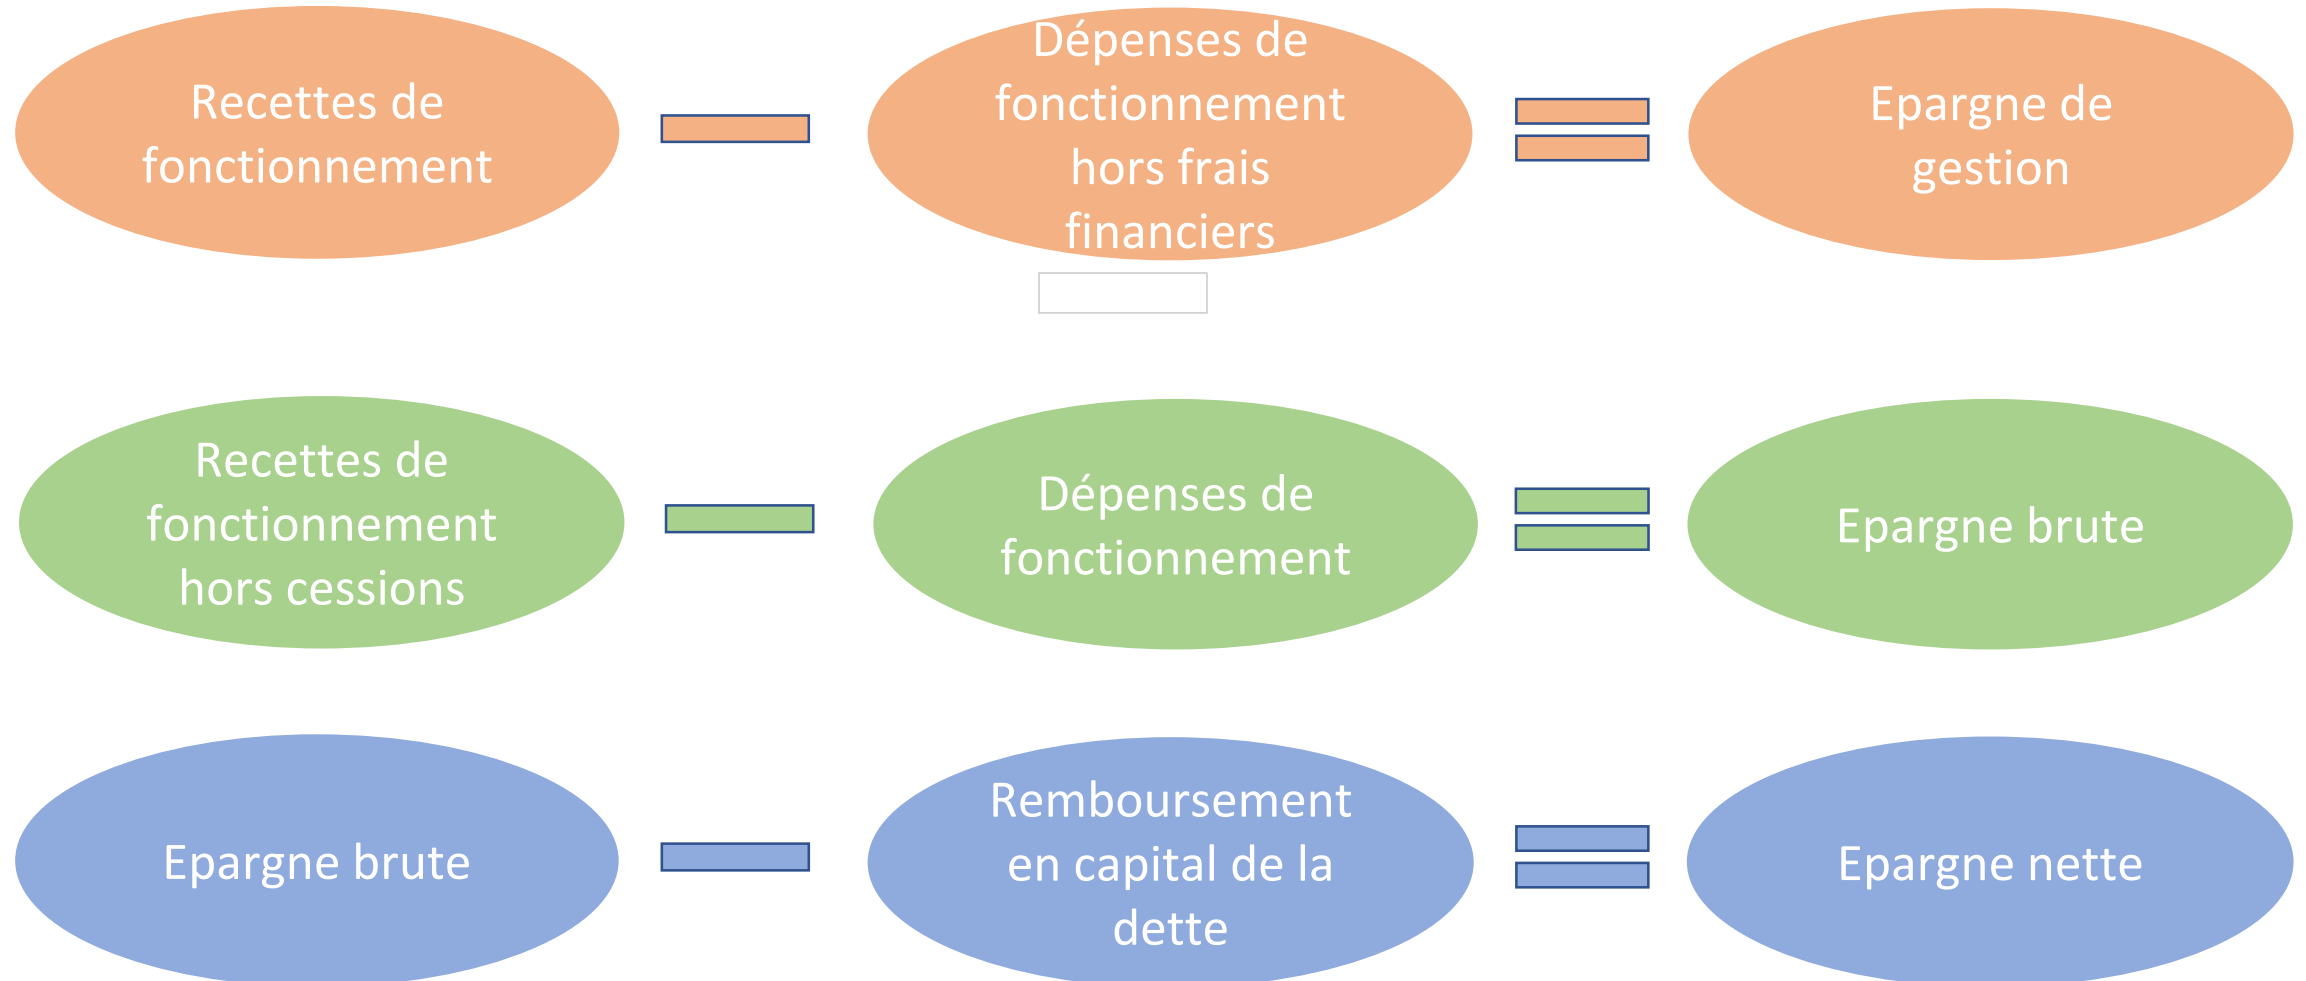 Recettes de
fonctionnement
Dépenses de
fonctionnement
hors frais
financiers
Epargne de
gestion
Recettes de
fonctionnement
hors cessions
Dépenses de
fonctionnement
Epargne brute
Epargne brute
Remboursement
en capital de la
dette
Epargne nette